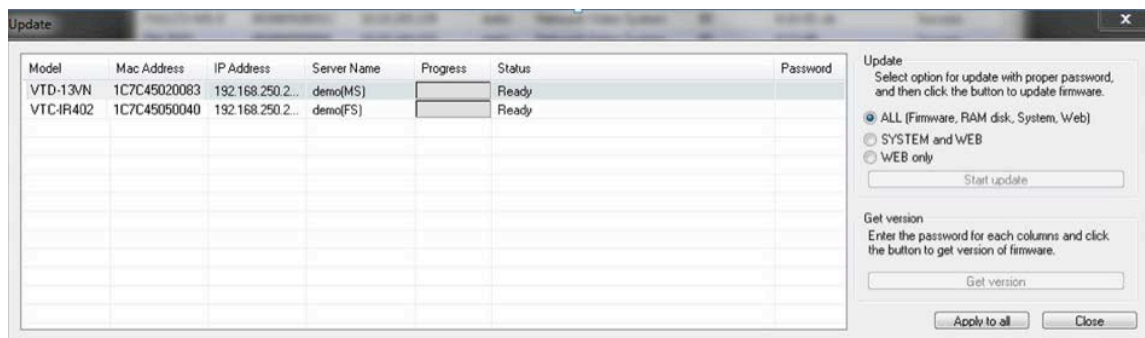 Update
Model Mac Address IP Address Server Name Progress Status Password
VTD-13VN 1C7C45020083 192.168.250.2... demo(MS) Ready
VTC-IR402 1C7C45050040 192.168.250.2... demo(FS) Ready
Update
Select option for update with proper password,
and then click the button to update firmware.
ALL (Firmware, RAM disk, System, Web)
SYSTEM and WEB
WEB only
Start update
Get version
Enter the password for each columns and click
the button to get version of firmware.
Get version
Apply to all Close